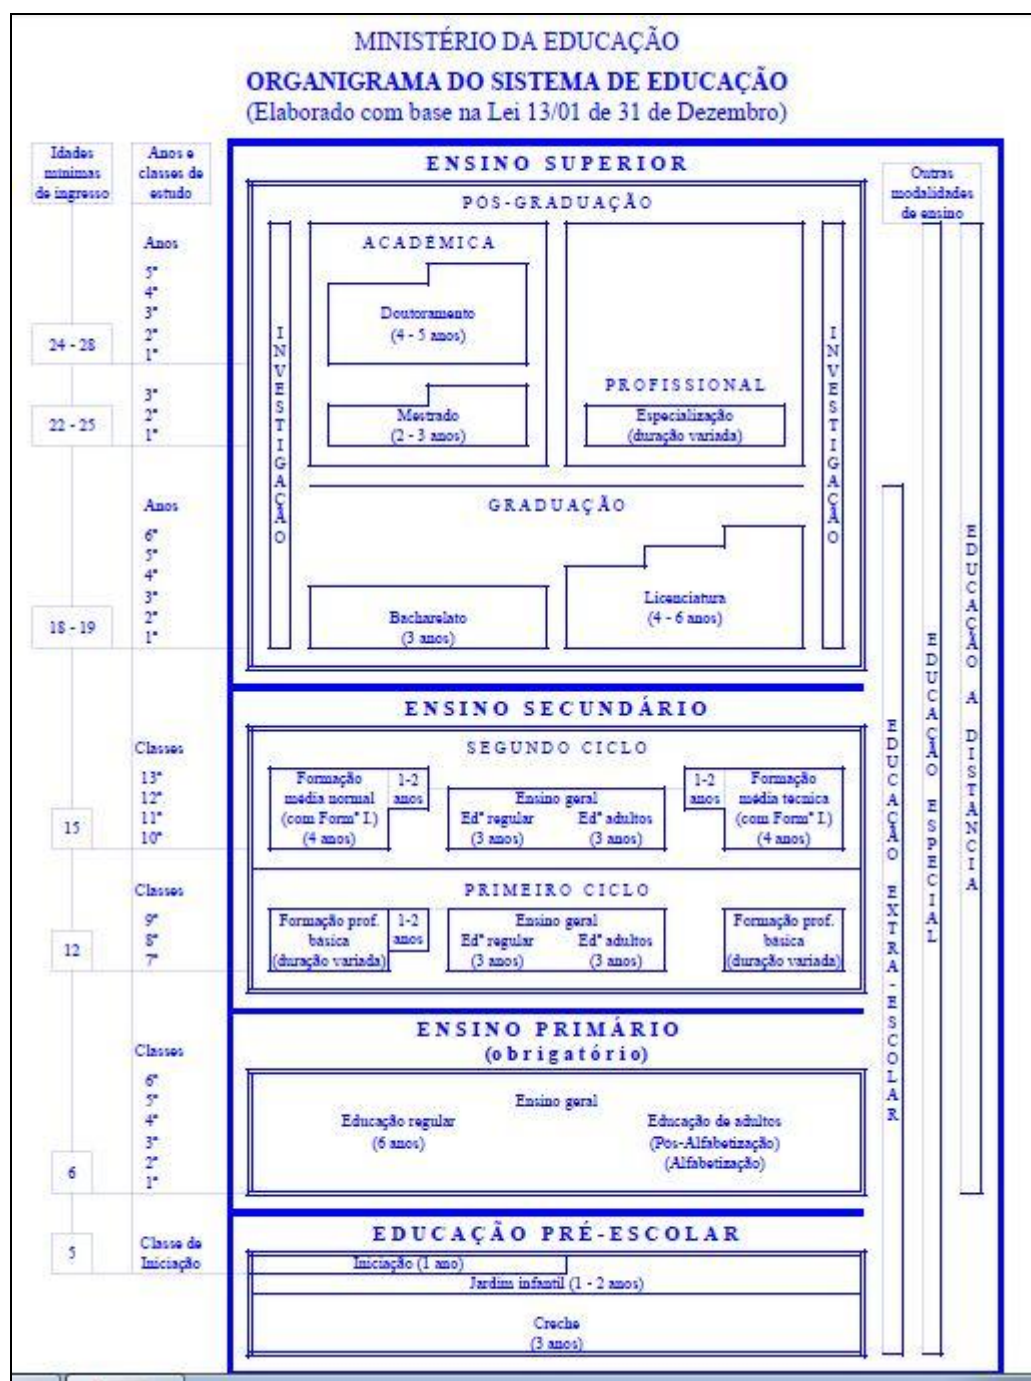 MINISTÉRIO DA EDUCAÇÃO
ORGANIGRAMA DO SISTEMA DE EDUCAÇÃO
(Elaborado com base na Lei 13/01 de 31 de Dezembro)
Idades
mínimas
de ingresso
Anos e
classes de
estudo
ENSINO SUPERIOR
Outras
modalidades
de ensino
PÓS-GRADUAÇÃO
ACADÉMICA
Anos
5º
4º
3º
2º
1º
24 - 28
Doutoramento
(4 - 5 anos)
INVESTIGAÇÃO
INVESTIGAÇÃO
PROFISSIONAL
3º
2º
1º
22 - 25
Mestrado
(2 - 3 anos)
Especialização
(duração variada)
GRADUAÇÃO
Anos
6º
5º
4º
3º
2º
1º
18 - 19
Bacharelato
(3 anos)
Licenciatura
(4 - 6 anos)
EDUCAÇÃO EXTRA-ESCOLAR
EDUCAÇÃO ESPECIAL
EDUCAÇÃO A DISTÂNCIA
ENSINO SECUNDÁRIO
SEGUNDO CICLO
Classes
13ª
12ª
11ª
10ª
15
Formação
média normal
(com Formª I.)
(4 anos)
1-2
anos
Ensino geral
Edª regular
(3 anos)
Edª adultos
(3 anos)
1-2
anos
Formação
média técnica
(com Formª I.)
(4 anos)
PRIMEIRO CICLO
Classes
9ª
8ª
7ª
12
Formação prof.
básica
(duração variada)
1-2
anos
Ensino geral
Edª regular
(3 anos)
Edª adultos
(3 anos)
Formação prof.
básica
(duração variada)
ENSINO PRIMÁRIO
(obrigatório)
Classes
6ª
5ª
4ª
3ª
2ª
1ª
6
Ensino geral
Educação regular
(6 anos)
Educação de adultos
(Pós-Alfabetização)
(Alfabetização)
EDUCAÇÃO PRÉ-ESCOLAR
5
Classe de
Iniciação
Iniciação (1 ano)
Jardim infantil (1 - 2 anos)
Creche
(3 anos)